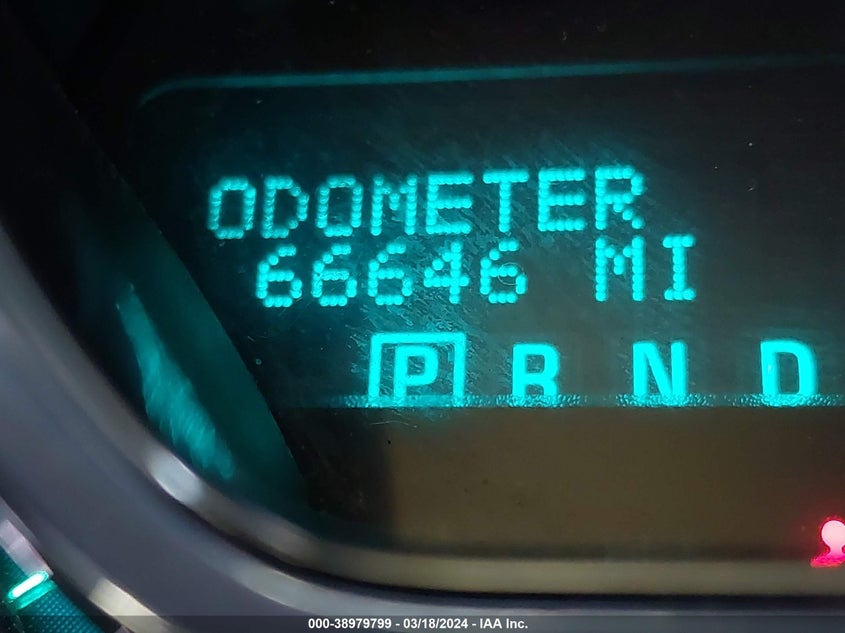 ODOMETER
66646 MI
P R N D
000-38979799 - 03/18/2024 - IAA Inc.